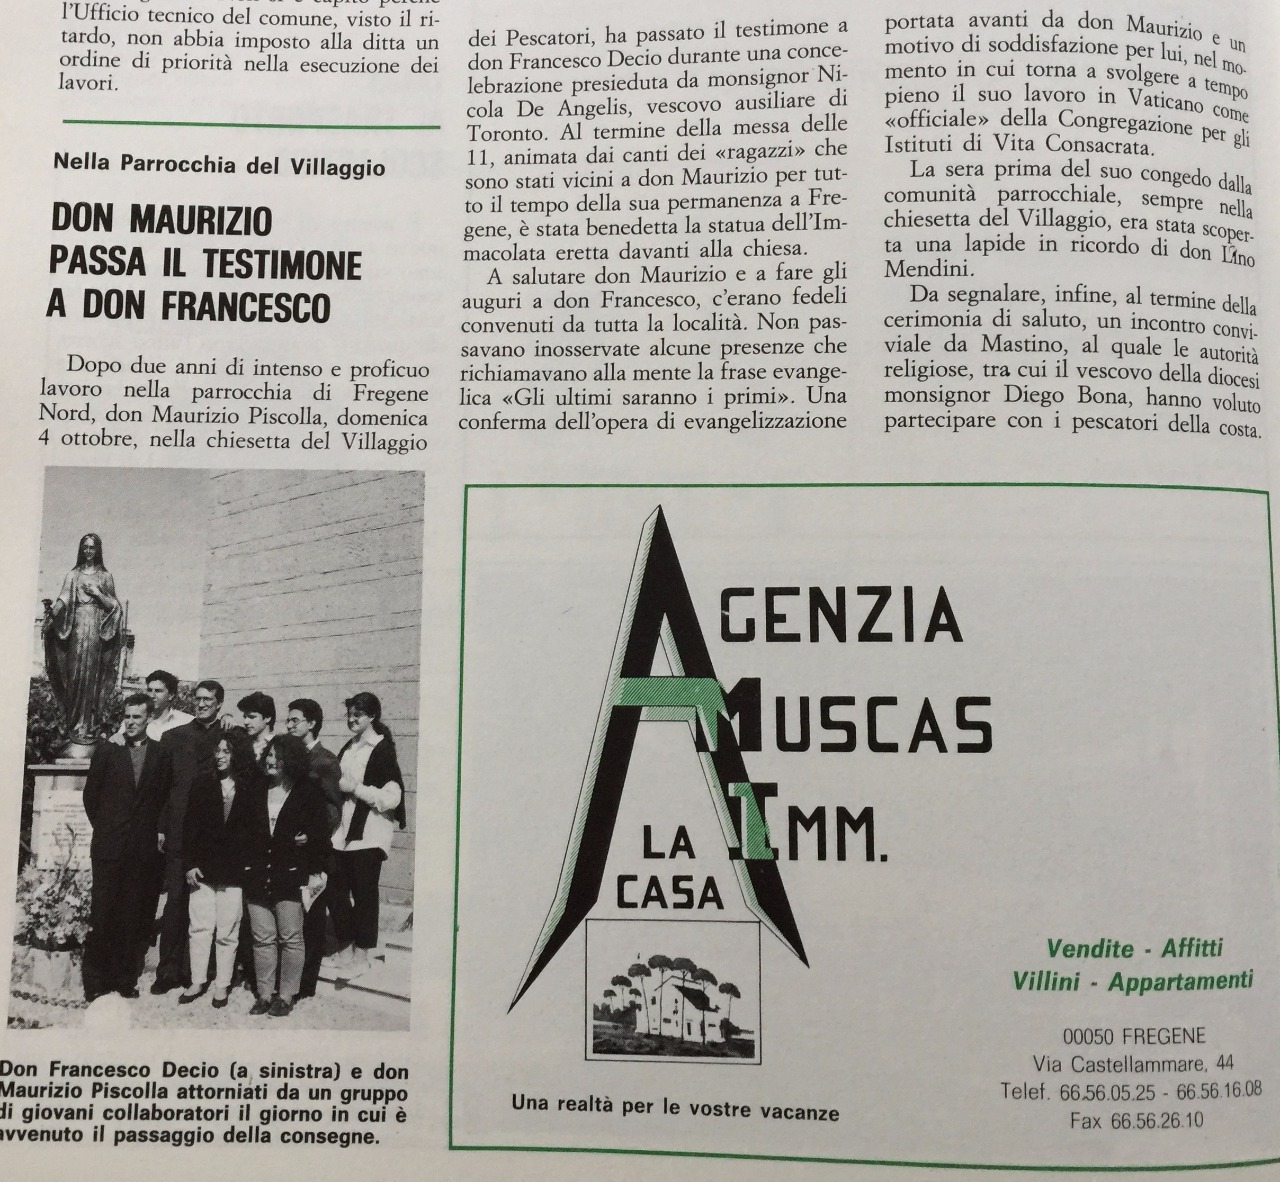 l'Ufficio tecnico del comune, visto il ri-
tardo, non abbia imposto alla ditta un
ordine di priorità nella esecuzione dei
lavori.
Nella Parrocchia del Villaggio
DON MAURIZIO
PASSA IL TESTIMONE
A DON FRANCESCO
Dopo due anni di intenso e proficuo
lavoro nella parrocchia di Fregene
Nord, don Maurizio Piscolla, domenica
4 ottobre, nella chiesetta del Villaggio
Don Francesco Decio (a sinistra) e don
Maurizio Piscolla attorniati da un gruppo
di giovani collaboratori il giorno in cui è
avvenuto il passaggio della consegne.
dei Pescatori, ha passato il testimone a
don Francesco Decio durante una conce-
lebrazione presieduta da monsignor Ni-
cola De Angelis, vescovo ausiliare di
Toronto. Al termine della messa delle
11, animata dai canti dei «ragazzi» che
sono stati vicini a don Maurizio per tut-
to il tempo della sua permanenza a Fre-
gene, è stata benedetta la statua dell'Im-
macolata eretta davanti alla chiesa.
A salutare don Maurizio e a fare gli
auguri a don Francesco, c'erano fedeli
convenuti da tutta la località. Non pas-
savano inosservate alcune presenze che
richiamavano alla mente la frase evange-
lica «Gli ultimi saranno i primi». Una
conferma dell'opera di evangelizzazione
portata avanti da don Maurizio e un
motivo di soddisfazione per lui, nel mo-
mento in cui torna a svolgere a tempo
pieno il suo lavoro in Vaticano come
«officiale» della Congregazione per gli
Istituti di Vita Consacrata.
La sera prima del suo congedo dalla
comunità parrocchiale, sempre nella
chiesetta del Villaggio, era stata scoper-
ta una lapide in ricordo di don Lino
Mendini.
Da segnalare, infine, al termine della
cerimonia di saluto, un incontro convi-
viale da Mastino, al quale le autorità
religiose, tra cui il vescovo della diocesi
monsignor Diego Bona, hanno voluto
partecipare con i pescatori della costa.
AGENZIA
MUSCAS
IMM.
LA
CASA
Una realtà per le vostre vacanze
Vendite - Affitti
Villini - Appartamenti
00050 FREGENE
Via Castellammare, 44
Telef. 66.56.05.25 - 66.56.16.08
Fax 66.56.26.10